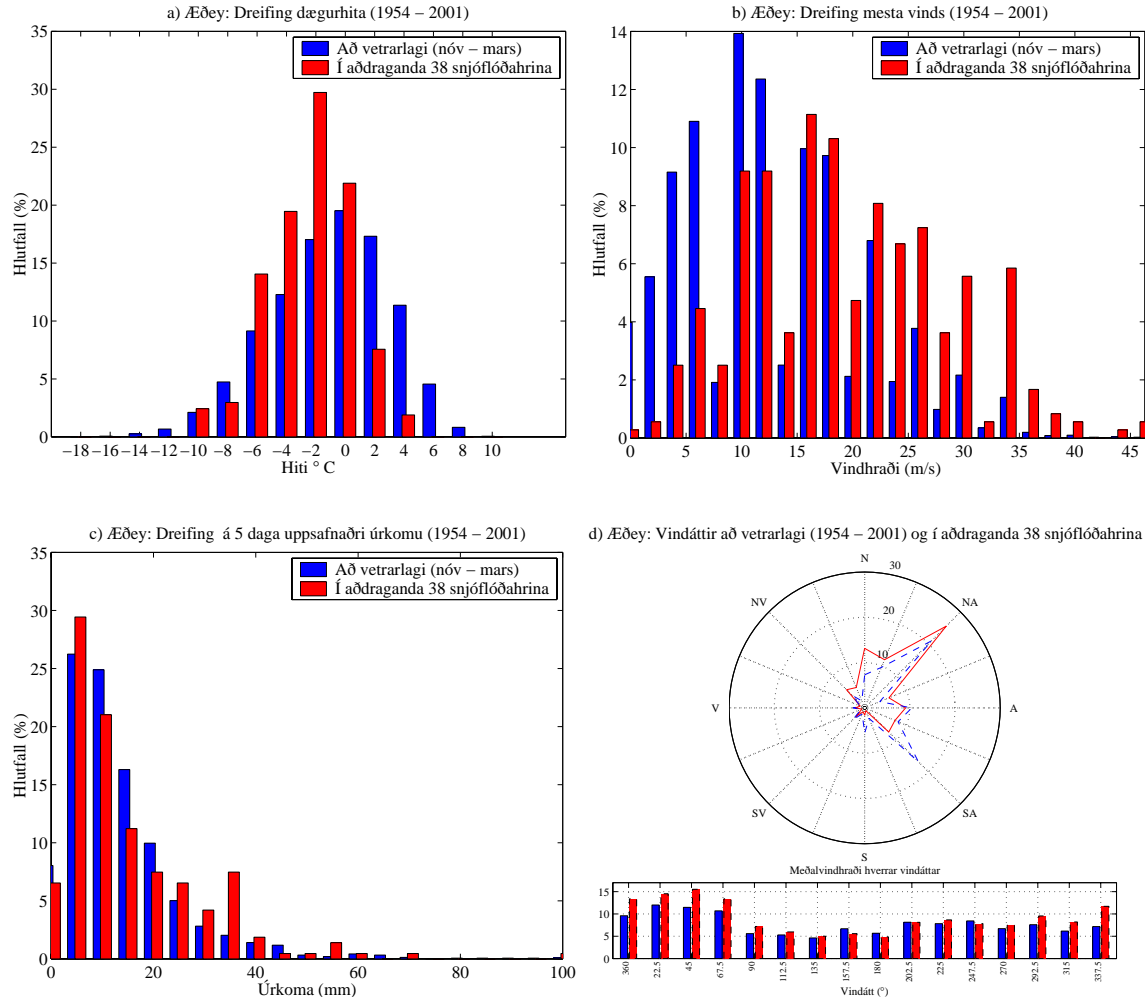 a) Æðey: Dreifing dægurhita (1954 – 2001)
35
30
25
20
15
10
5
0
Hlutfall (%)
Að vetrarlagi (nóv – mars)
Í aðdraganda 38 snjóflóðahrina
−18 −16 −14 −12 −10 −8 −6 −4 −2 0 2 4 6 8 10
Hiti ° C
b) Æðey: Dreifing mesta vinds (1954 – 2001)
14
12
10
8
6
4
2
0
Hlutfall (%)
Að vetrarlagi (nóv – mars)
Í aðdraganda 38 snjóflóðahrina
0 5 10 15 20 25 30 35 40 45
Vindhraði (m/s)
c) Æðey: Dreifing á 5 daga uppsafnaðri úrkomu (1954 – 2001)
35
30
25
20
15
10
5
0
Hlutfall (%)
Að vetrarlagi (nóv – mars)
Í aðdraganda 38 snjóflóðahrina
0 20 40 60 80 100
Úrkoma (mm)
d) Æðey: Vindáttir að vetrarlagi (1954 – 2001) og í aðdraganda 38 snjóflóðahrina
N
30
NV
NA
20
10
V
A
SV
SA
S
Meðalvindhraði hverrar vindáttar
15
10
5
0
360 22.5 45 67.5 90 112.5 135 157.5 180 202.5 225 247.5 270 292.5 315 337.5
Vindátt (°)